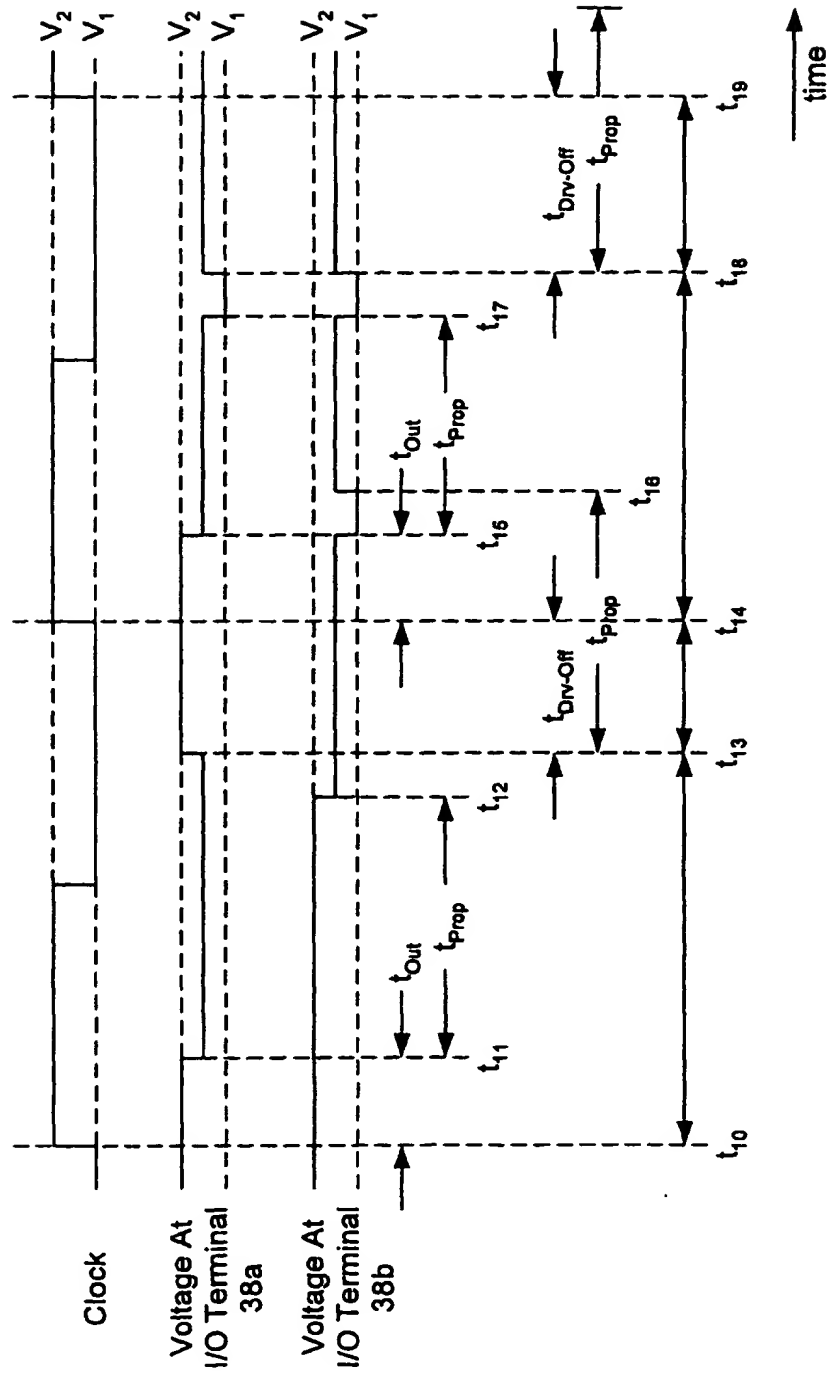 Clock
V2
V1
Voltage At
I/O Terminal
38a
V2
V1
Voltage At
I/O Terminal
38b
V2
V1
tOut
tOut
tProp
tProp
t11
t12
t15
t17
tDrv-Off
tDrv-Off
tProp
tProp
t16
t10
t13
t14
t18
t19
time